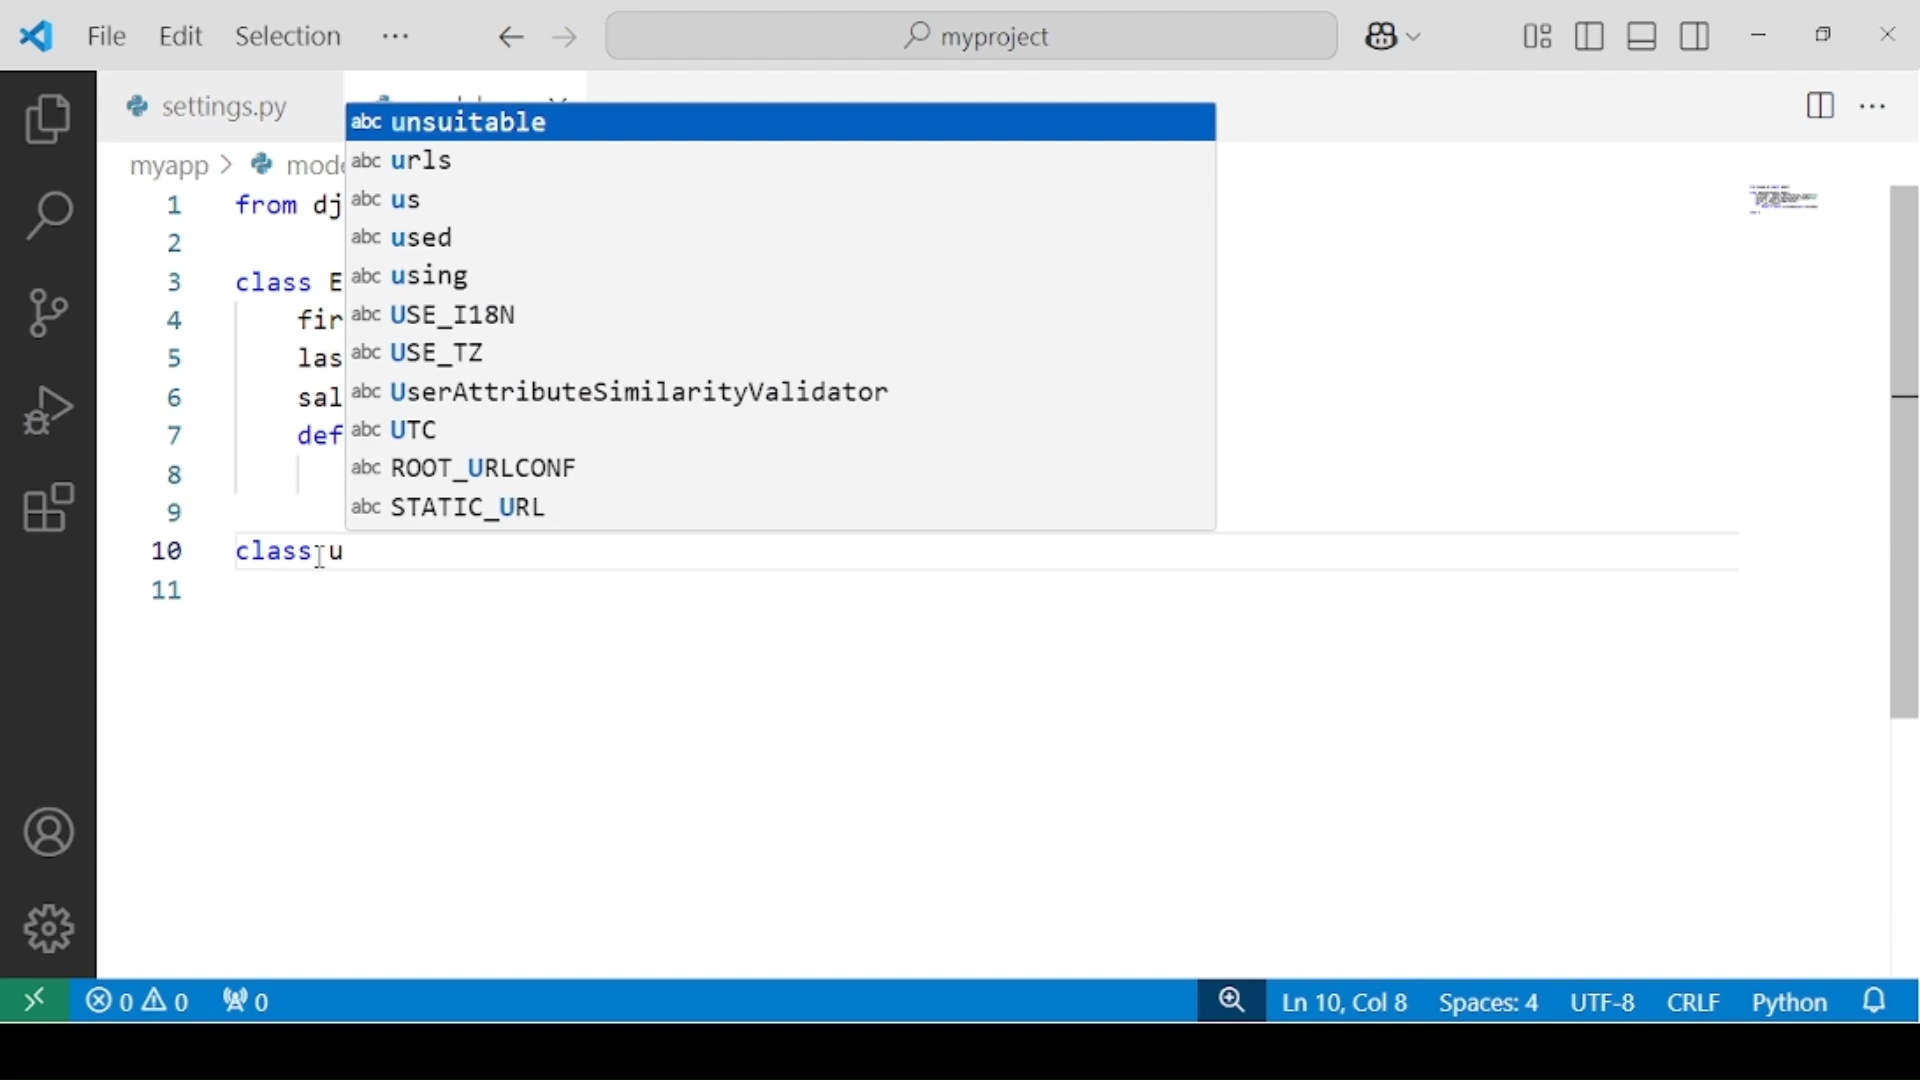 File Edit Selection ··· myproject
settings.py
myapp > mode
1 from dj
2
3 class E
4 fir
5 las
6 sal
7 def
8
9
10 class u
11
abc unsuitable
abc urls
abc us
abc used
abc using
abc USE_I18N
abc USE_TZ
abc UserAttributeSimilarityValidator
abc UTC
abc ROOT_URLCONF
abc STATIC_URL
0 0 0 Ln 10, Col 8 Spaces: 4 UTF-8 CRLF Python